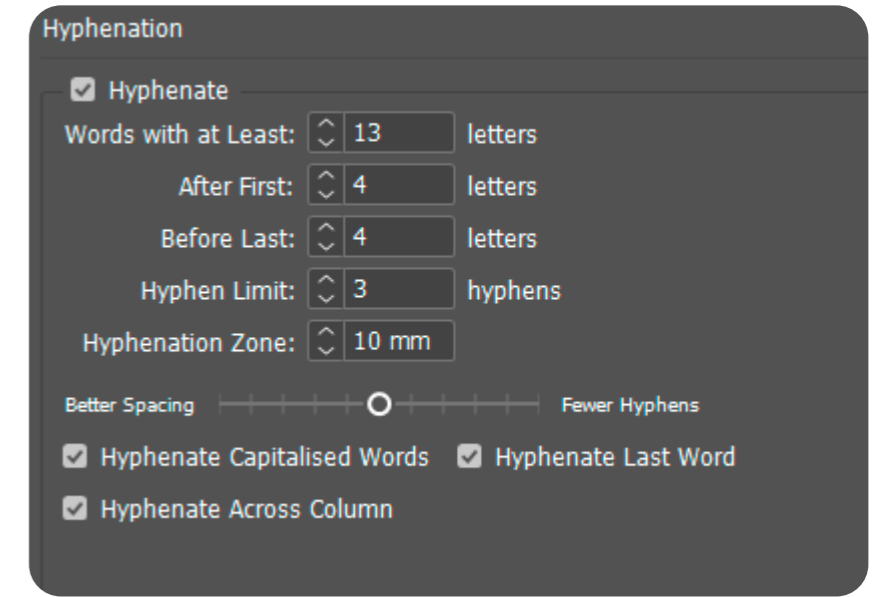 Hyphenation
Hyphenate
Words with at Least: 13 letters
After First: 4 letters
Before Last: 4 letters
Hyphen Limit: 3 hyphens
Hyphenation Zone: 10 mm
Better Spacing Fewer Hyphens
Hyphenate Capitalised Words Hyphenate Last Word
Hyphenate Across Column